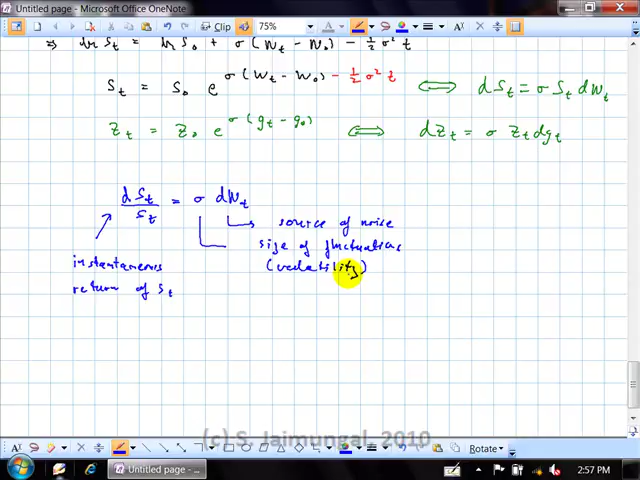 Untitled page - Microsoft Office OneNote
Clip 75%
⇒ ln S_t = ln S_0 + σ (W_t − W_0) − ½ σ² t
S_t = S_0 e^{σ (W_t − W_0) − ½ σ² t} ⟺ dS_t = σ S_t dW_t
Z_t = Z_0 e^{σ (g_t − g_0)} ⟺ dZ_t = σ Z_t dg_t
dS_t / S_t = σ dW_t
source of noise
size of fluctuations
(volatility)
instantaneous
return of S_t
(c) S. Jaimungal, 2010
Rotate
Untitled page - Micr...
2:57 PM